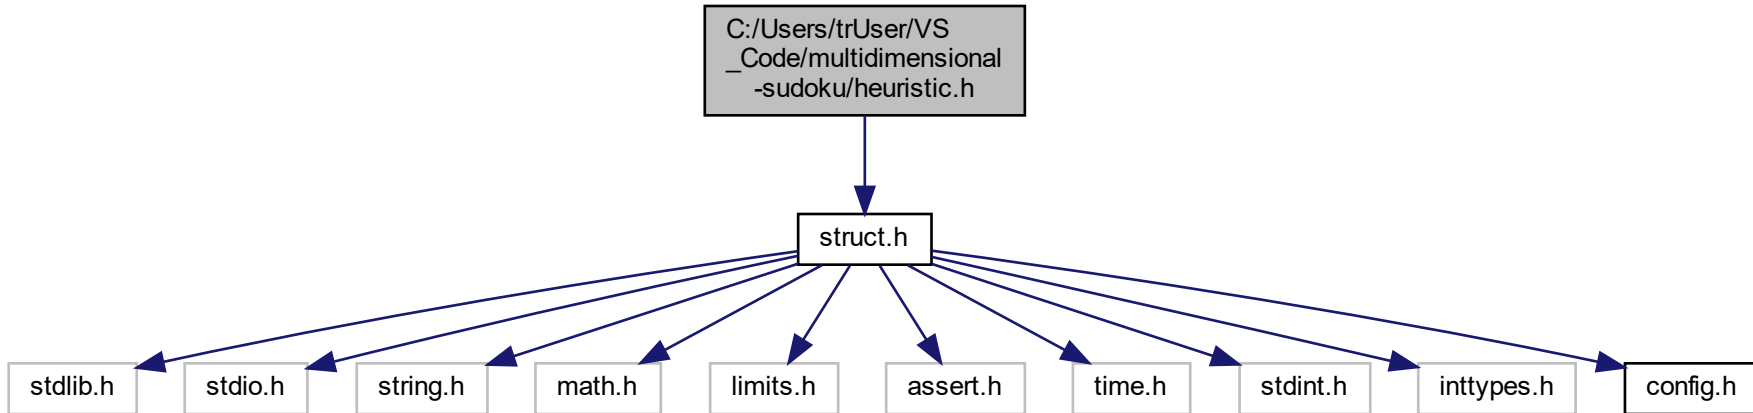 C:/Users/trUser/VS
_Code/multidimensional
-sudoku/heuristic.h
struct.h
stdlib.h
stdio.h
string.h
math.h
limits.h
assert.h
time.h
stdint.h
inttypes.h
config.h